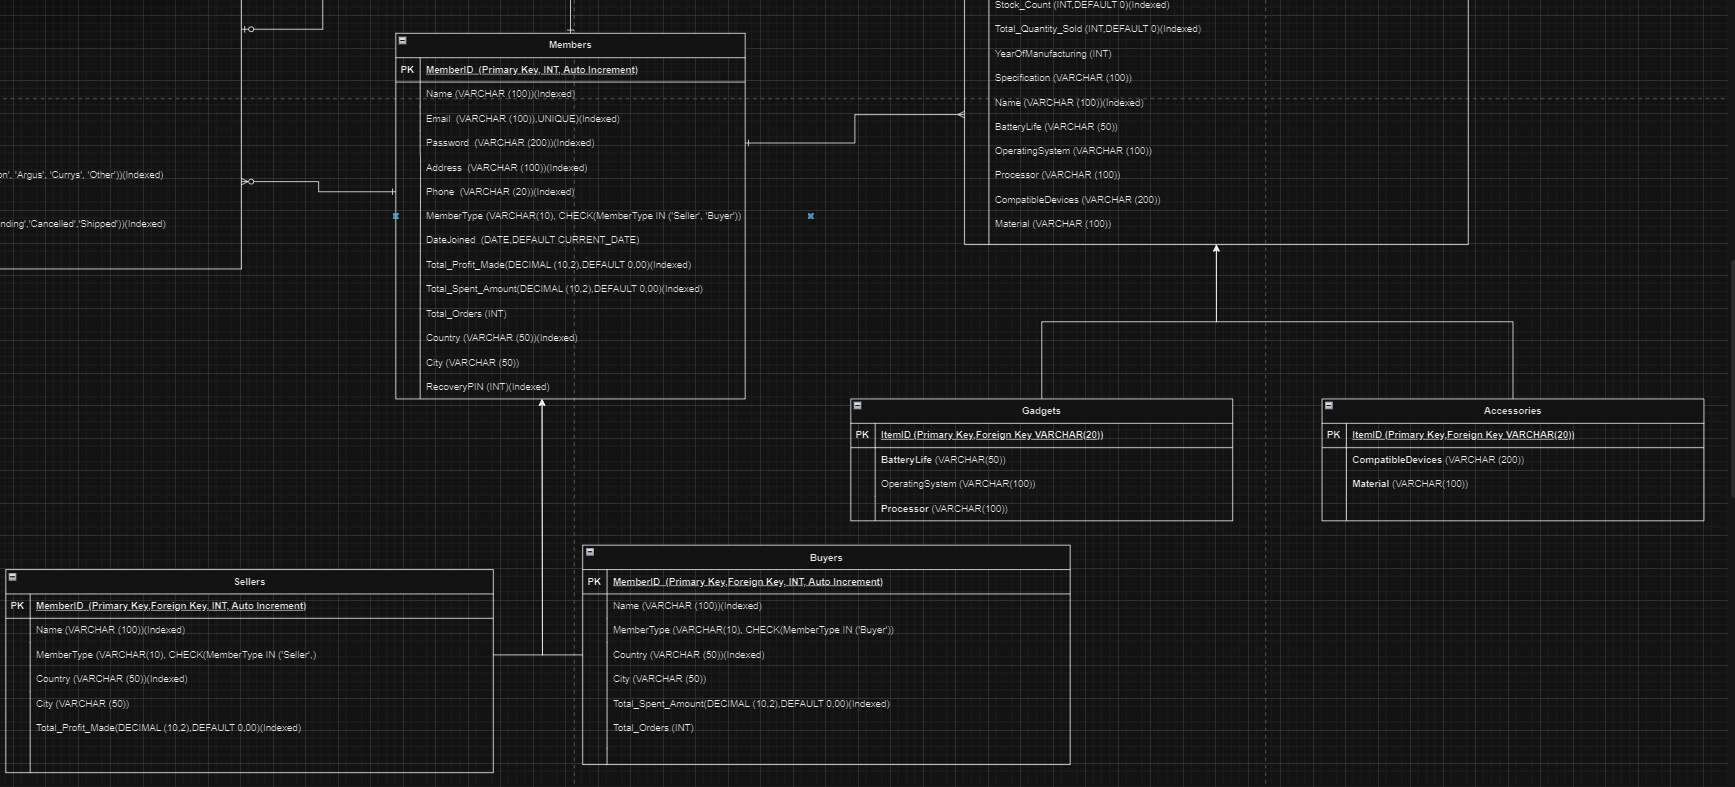 Stock_Count (INT,DEFAULT 0)(Indexed)
Total_Quantity_Sold (INT,DEFAULT 0)(Indexed)
YearOfManufacturing (INT)
Specification (VARCHAR (100))
Name (VARCHAR (100))(Indexed)
BatteryLife (VARCHAR (50))
OperatingSystem (VARCHAR (100))
Processor (VARCHAR (100))
CompatibleDevices (VARCHAR (200))
Material (VARCHAR (100))
'Argus', 'Currys', 'Other'))(Indexed)
'Cancelled','Shipped'))(Indexed)
Members
PK MemberID (Primary Key, INT, Auto Increment)
Name (VARCHAR (100))(Indexed)
Email (VARCHAR (100)),UNIQUE)(Indexed)
Password (VARCHAR (200))(Indexed)
Address (VARCHAR (100))(Indexed)
Phone (VARCHAR (20))(Indexed)
MemberType (VARCHAR(10), CHECK(MemberType IN ('Seller', 'Buyer'))
DateJoined (DATE,DEFAULT CURRENT_DATE)
Total_Profit_Made(DECIMAL (10,2),DEFAULT 0,00)(Indexed)
Total_Spent_Amount(DECIMAL (10,2),DEFAULT 0,00)(Indexed)
Total_Orders (INT)
Country (VARCHAR (50))(Indexed)
City (VARCHAR (50))
RecoveryPIN (INT)(Indexed)
Gadgets
PK ItemID (Primary Key,Foreign Key VARCHAR(20))
BatteryLife (VARCHAR(50))
OperatingSystem (VARCHAR(100))
Processor (VARCHAR(100))
Accessories
PK ItemID (Primary Key,Foreign Key VARCHAR(20))
CompatibleDevices (VARCHAR (200))
Material (VARCHAR(100))
Sellers
PK MemberID (Primary Key,Foreign Key, INT, Auto Increment)
Name (VARCHAR (100))(Indexed)
MemberType (VARCHAR(10), CHECK(MemberType IN ('Seller',)
Country (VARCHAR (50))(Indexed)
City (VARCHAR (50))
Total_Profit_Made(DECIMAL (10,2),DEFAULT 0,00)(Indexed)
Buyers
PK MemberID (Primary Key,Foreign Key, INT, Auto Increment)
Name (VARCHAR (100))(Indexed)
MemberType (VARCHAR(10), CHECK(MemberType IN ('Buyer'))
Country (VARCHAR (50))(Indexed)
City (VARCHAR (50))
Total_Spent_Amount(DECIMAL (10,2),DEFAULT 0,00)(Indexed)
Total_Orders (INT)